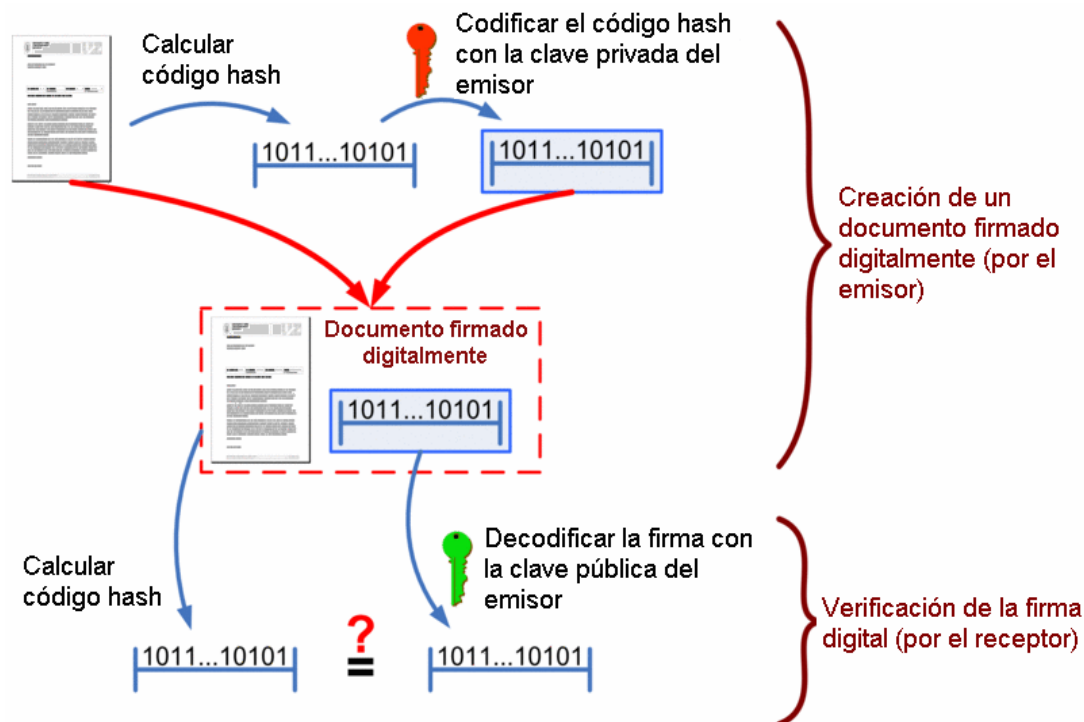 Calcular
código hash
Codificar el código hash
con la clave privada del
emisor
1011...10101
1011...10101
Creación de un
documento firmado
digitalmente (por el
emisor)
Documento firmado
digitalmente
1011...10101
Calcular
código hash
Decodificar la firma con
la clave pública del
emisor
Verificación de la firma
digital (por el receptor)
1011...10101
?
=
1011...10101